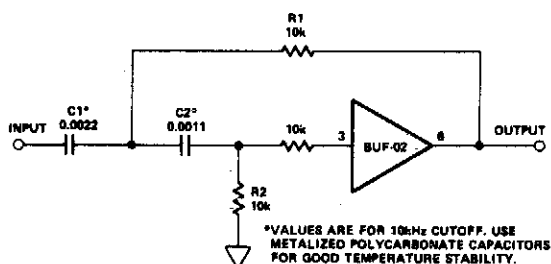 R1
10k
C1*
0.0022
C2*
0.0011
INPUT
10k
3
BUF-02
6
OUTPUT
R2
10k
*VALUES ARE FOR 10kHz CUTOFF. USE
METALIZED POLYCARBONATE CAPACITORS
FOR GOOD TEMPERATURE STABILITY.